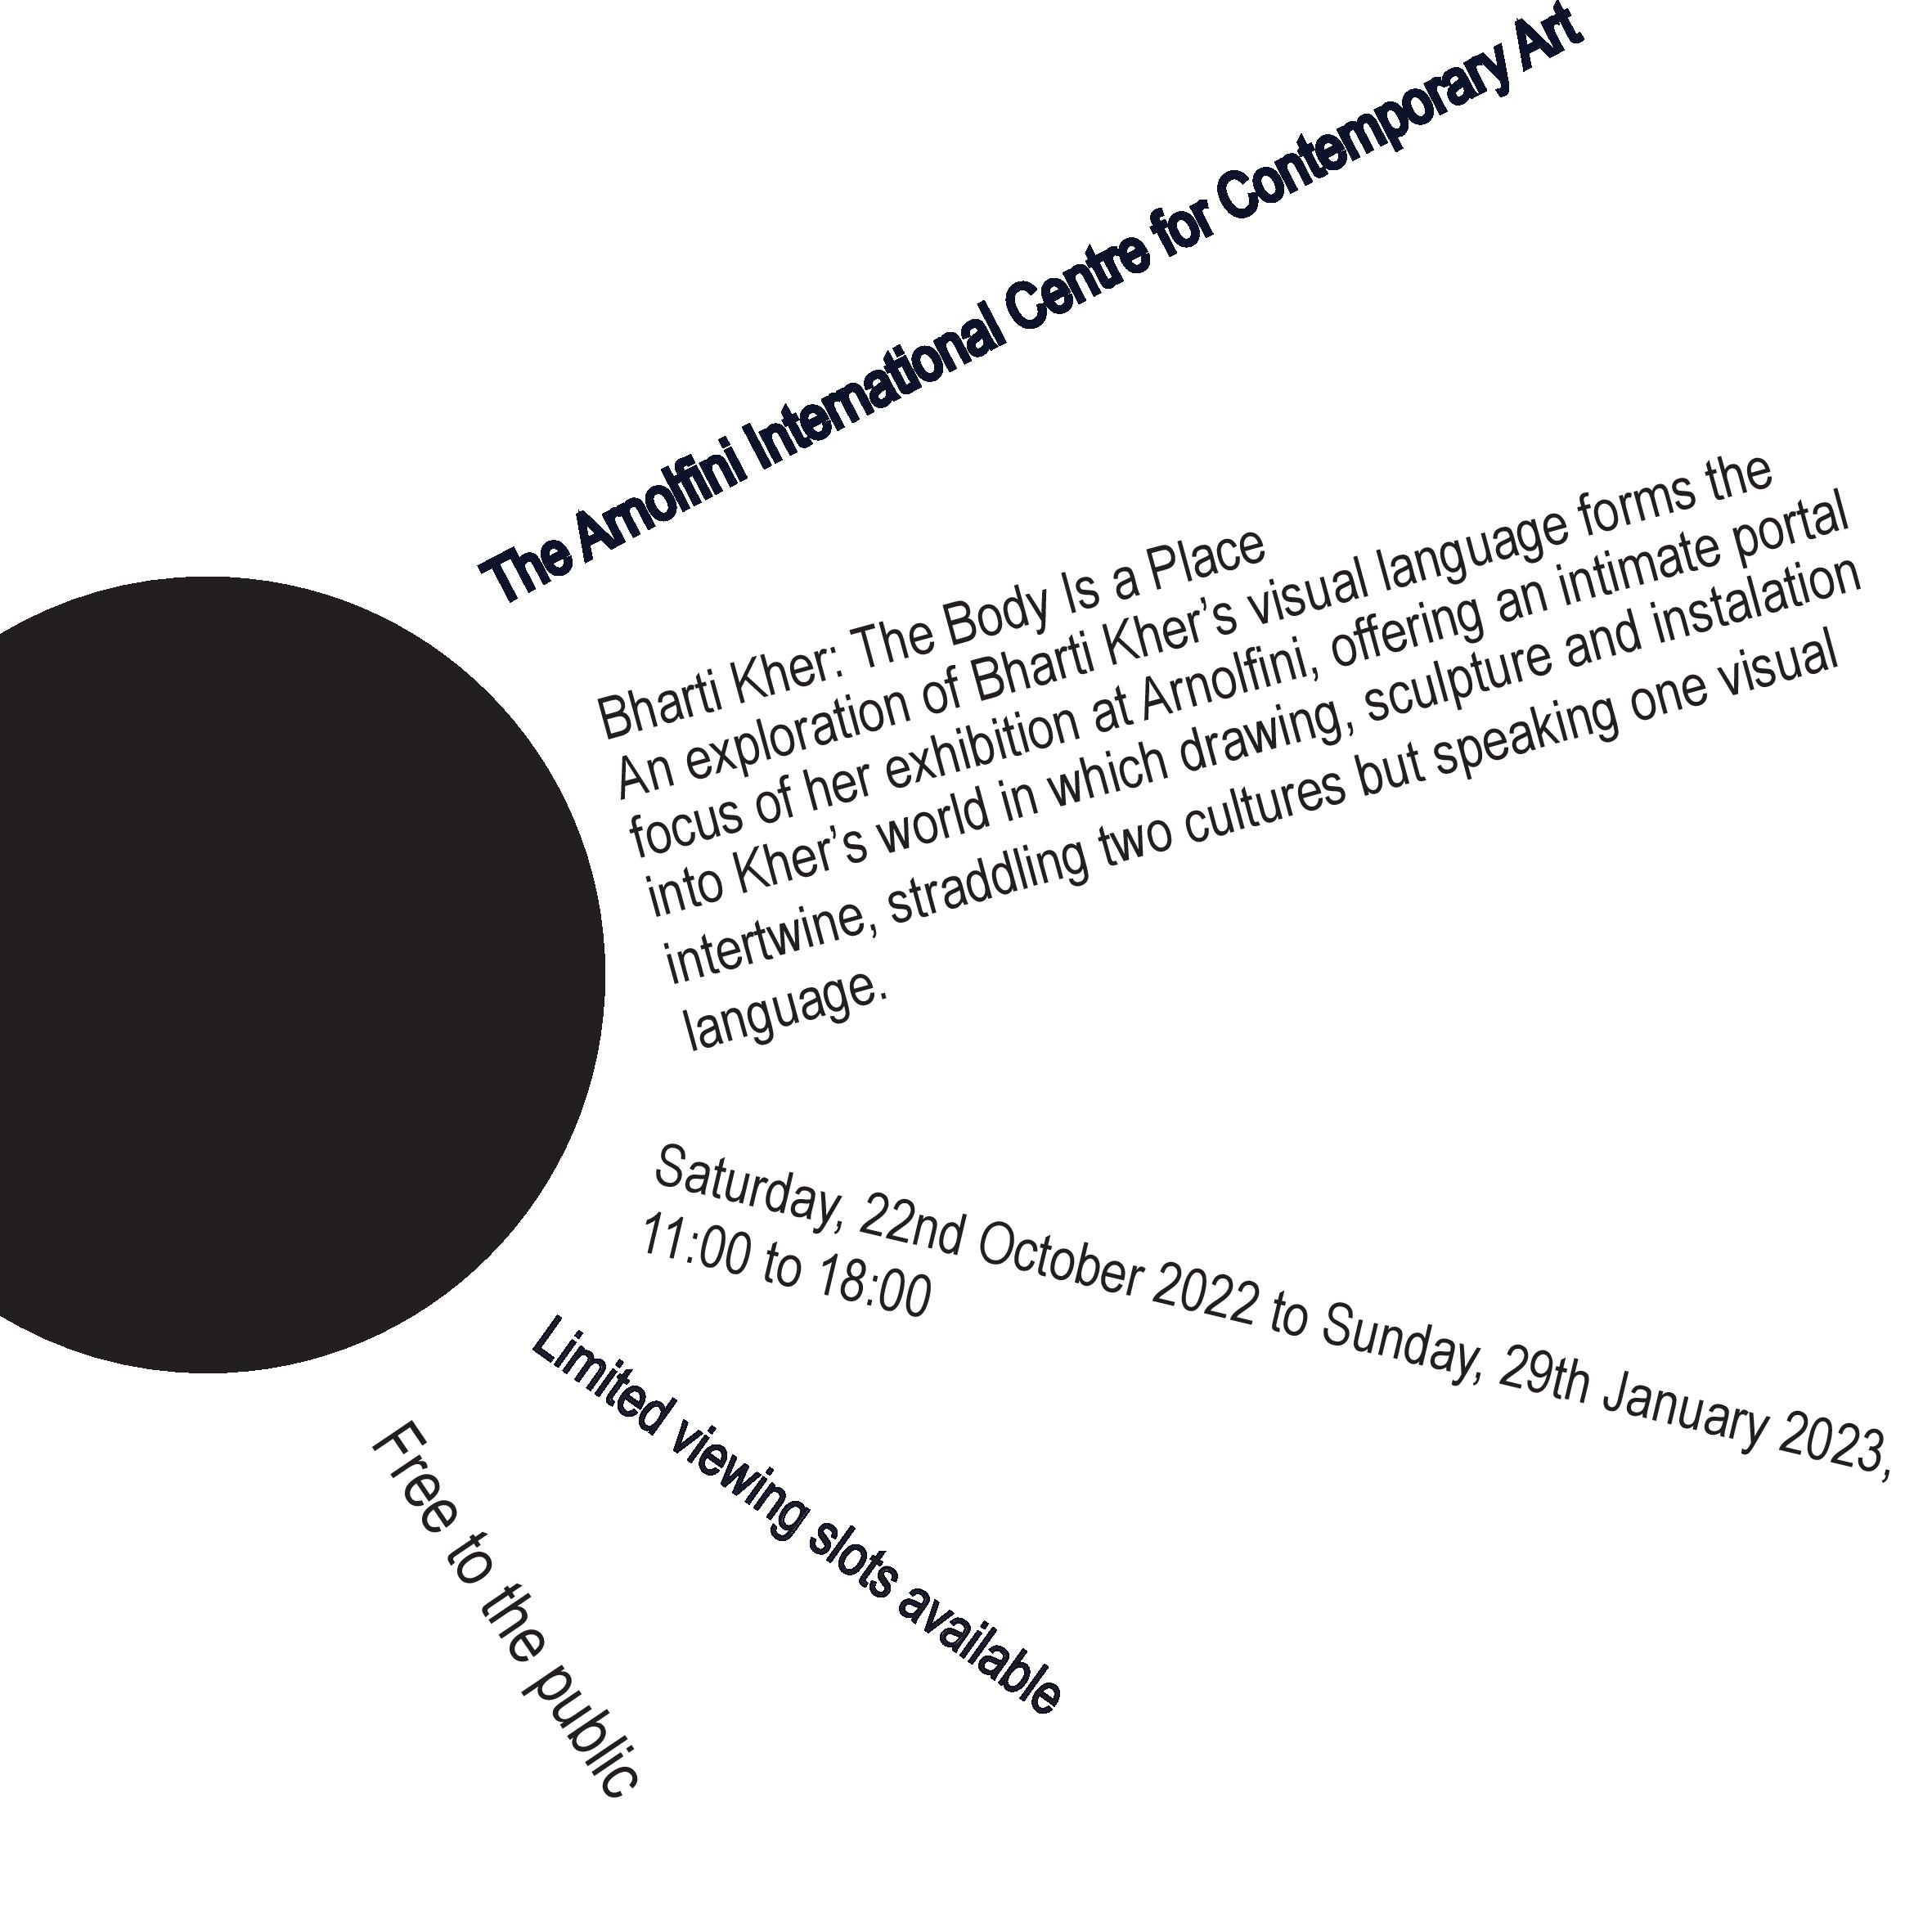 The Arnolfini International Centre for Contemporary Art
Bharti Kher: The Body Is a Place
An exploration of Bharti Kher’s visual language forms the
focus of her exhibition at Arnolfini, offering an intimate portal
into Kher’s world in which drawing, sculpture and instalation
intertwine, straddling two cultures but speaking one visual
language.
Saturday, 22nd October 2022 to Sunday, 29th January 2023,
11:00 to 18:00
Limited viewing slots available
Free to the public